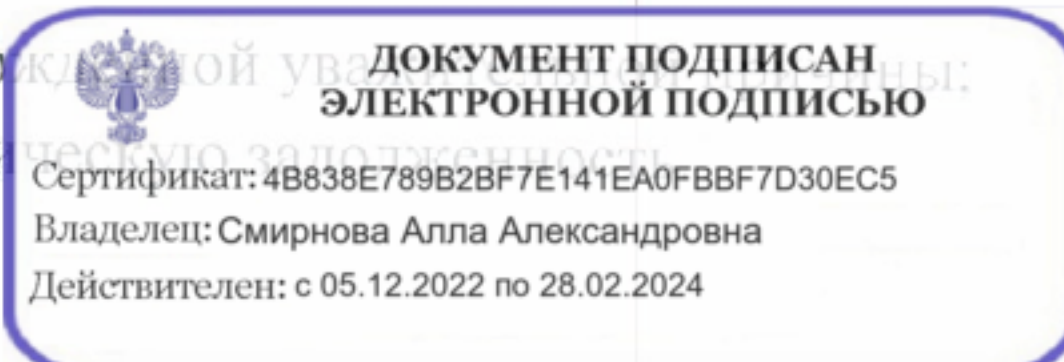 ДОКУМЕНТ ПОДПИСАН
ЭЛЕКТРОННОЙ ПОДПИСЬЮ
Сертификат: 4B838E789B2BF7E141EA0FBBF7D30EC5
Владелец: Смирнова Алла Александровна
Действителен: с 05.12.2022 по 28.02.2024